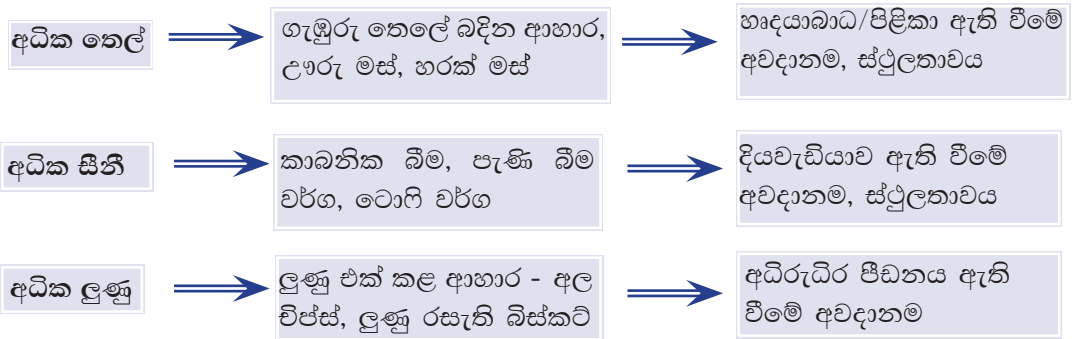 අධික තෙල්
ගැඹුරු තෙලේ බදින ආහාර,
ඌරු මස්, හරක් මස්
හෘදයාබාධ/පිළිකා ඇති වීමේ
අවදානම, ස්ථුලතාවය
අධික සීනී
කාබනික බීම, පැණි බීම
වර්ග, ටොෆි වර්ග
දියවැඩියාව ඇති වීමේ
අවදානම, ස්ථුලතාවය
අධික ලුණු
ලුණු එක් කළ ආහාර - අල
චිප්ස්, ලුණු රසැති බිස්කට්
අධිරුධිර පීඩනය ඇති
වීමේ අවදානම